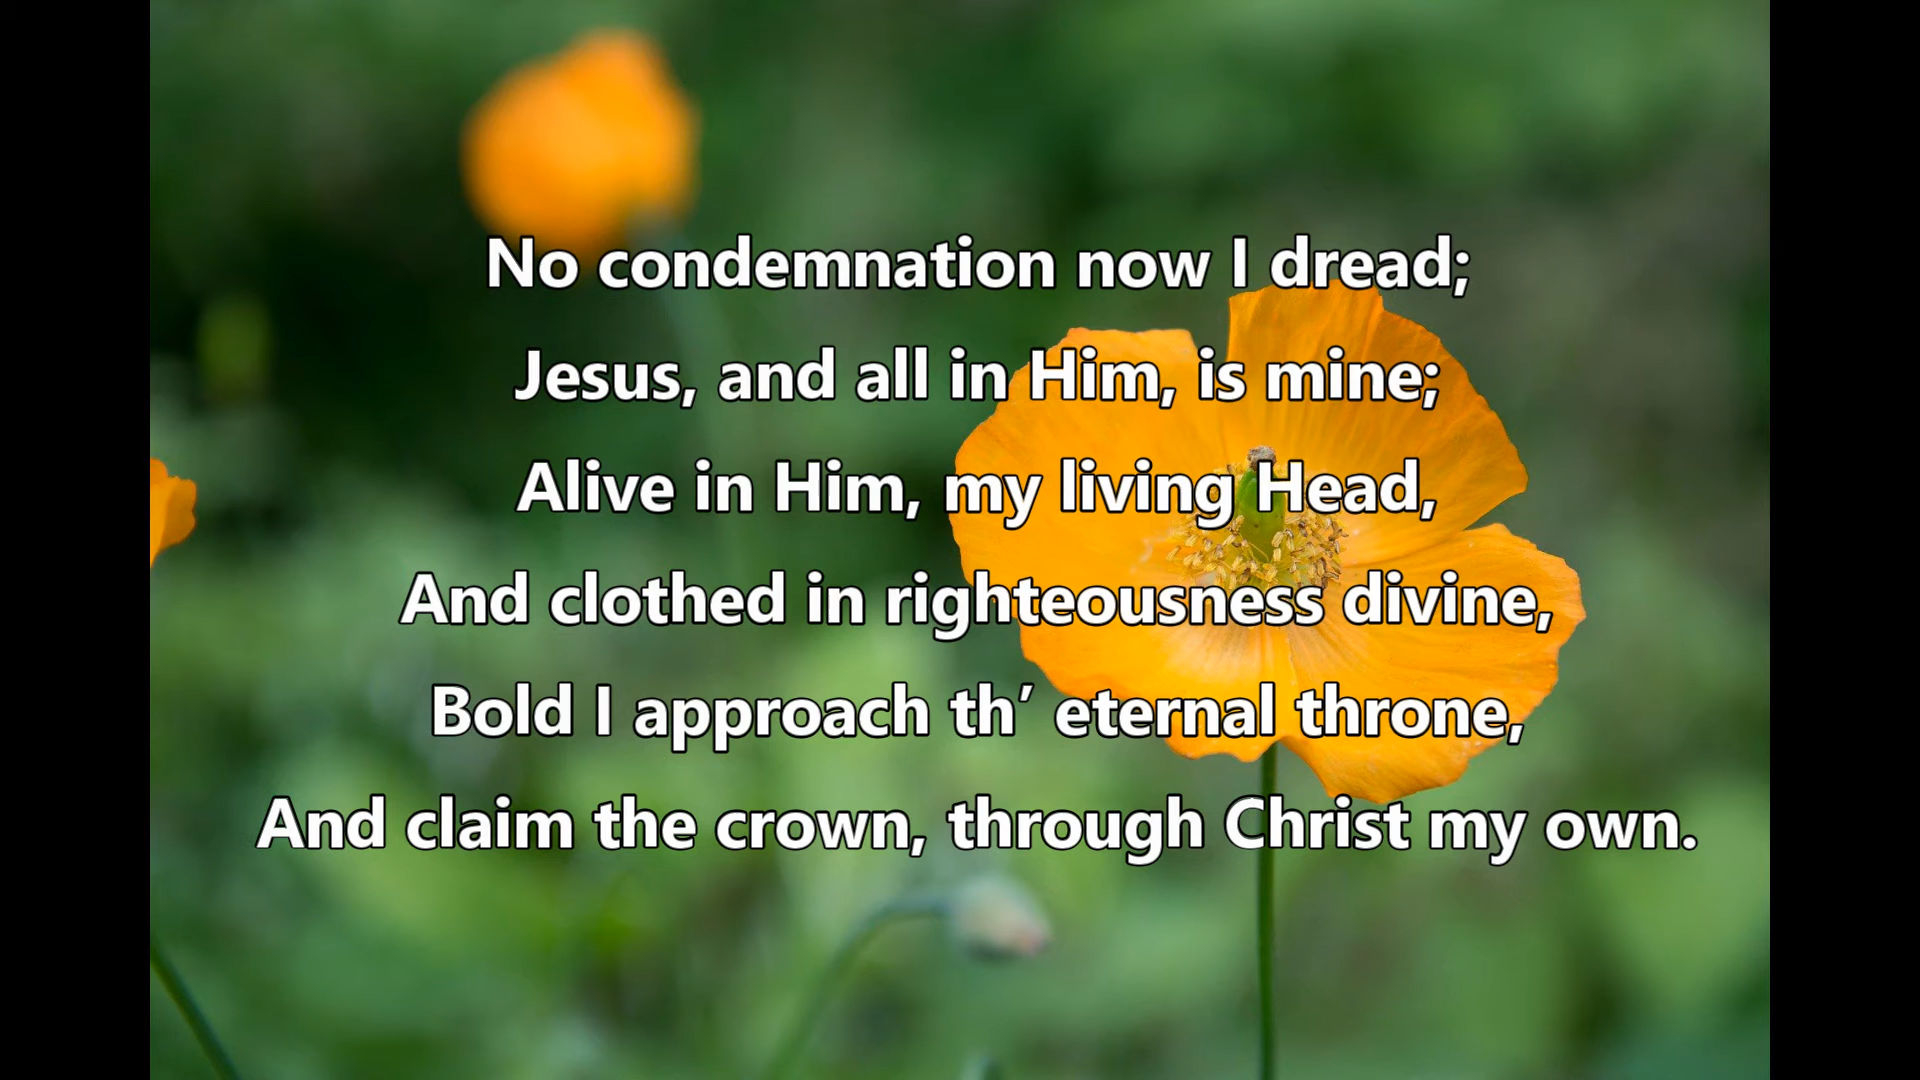 No condemnation now I dread;
Jesus, and all in Him, is mine;
Alive in Him, my living Head,
And clothed in righteousness divine,
Bold I approach th’ eternal throne,
And claim the crown, through Christ my own.